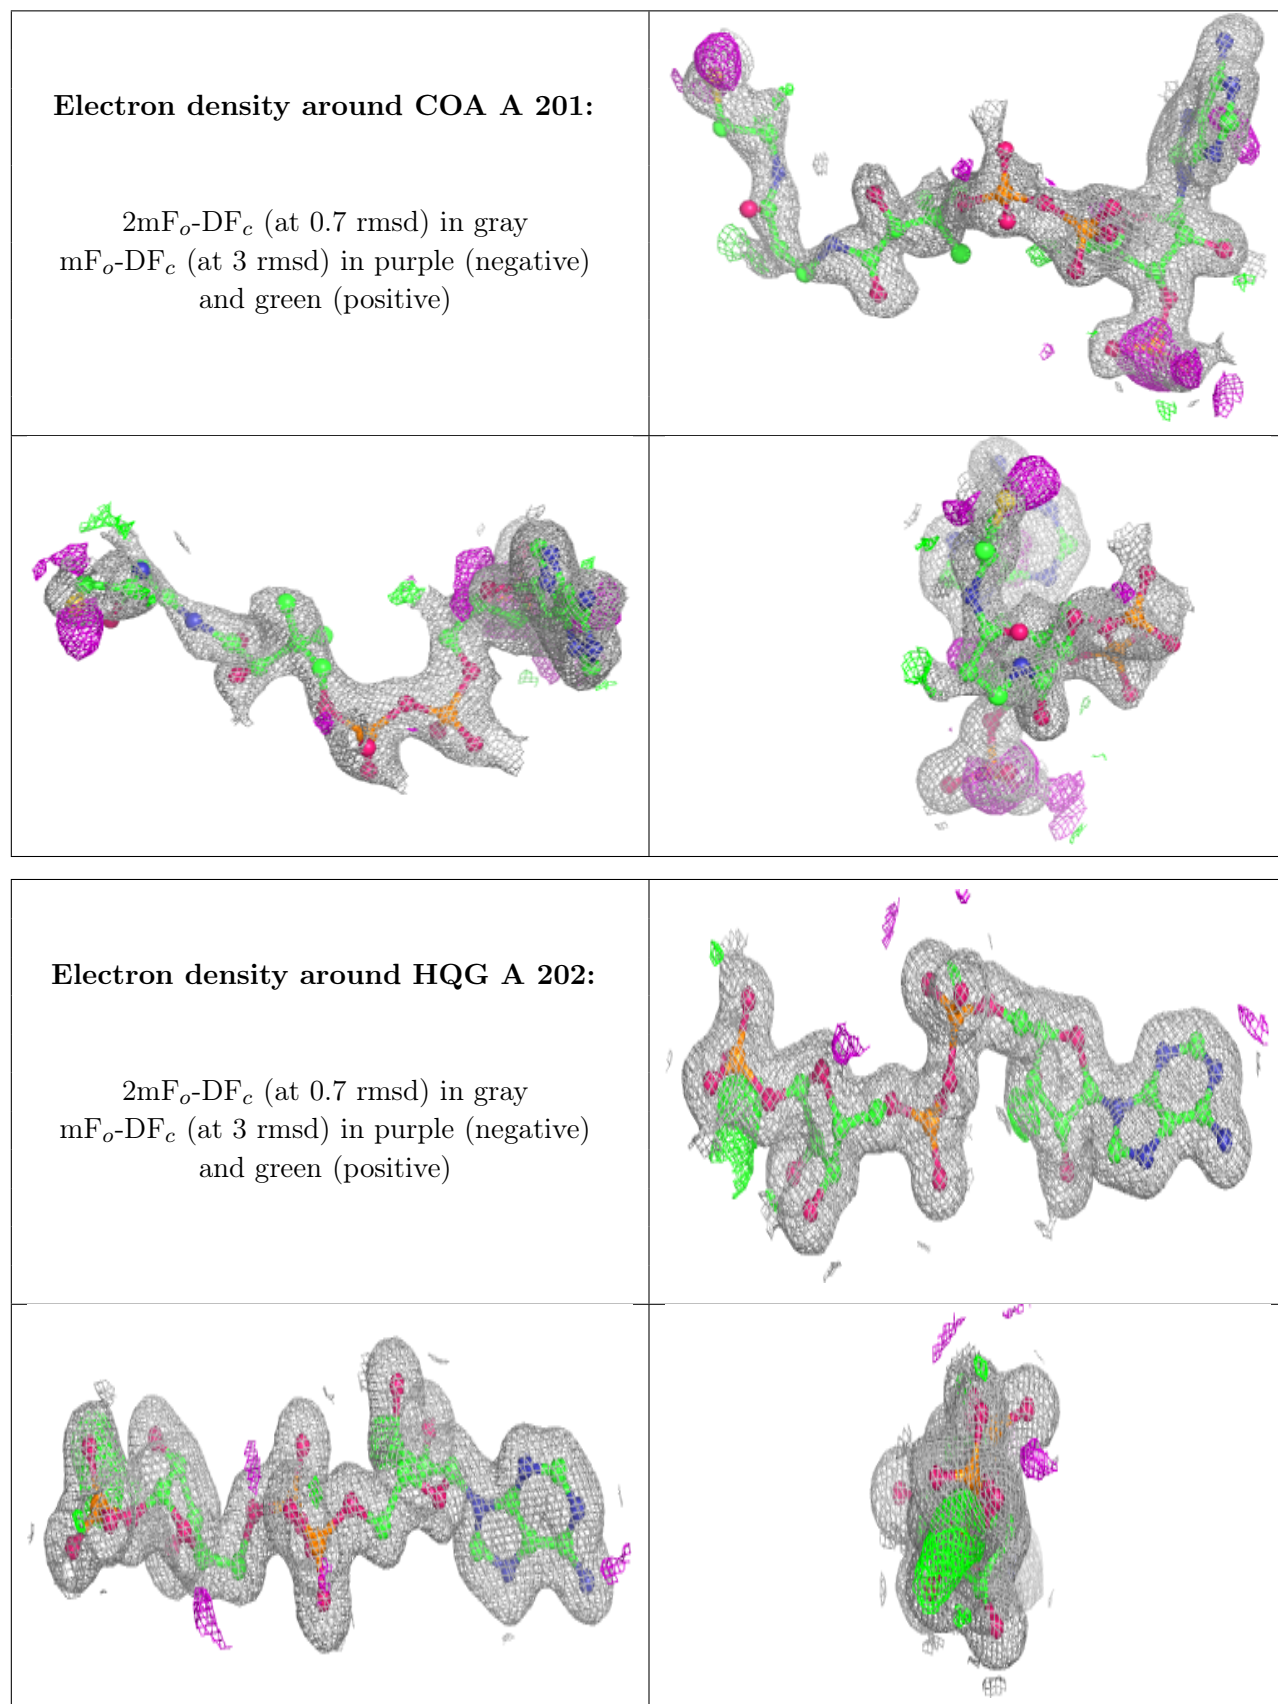 Electron density around COA A 201:
2mFo-DFc (at 0.7 rmsd) in gray
mFo-DFc (at 3 rmsd) in purple (negative)
and green (positive)
Electron density around HQG A 202:
2mFo-DFc (at 0.7 rmsd) in gray
mFo-DFc (at 3 rmsd) in purple (negative)
and green (positive)